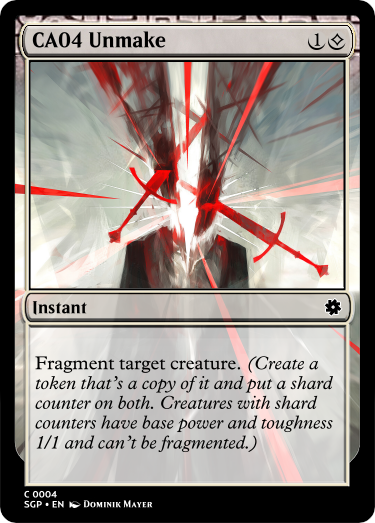 CA04 Unmake 1
Instant
Fragment target creature. (Create a
token that's a copy of it and put a shard
counter on both. Creatures with shard
counters have base power and toughness
1/1 and can't be fragmented.)
C 0004
SGP • EN Dominik Mayer